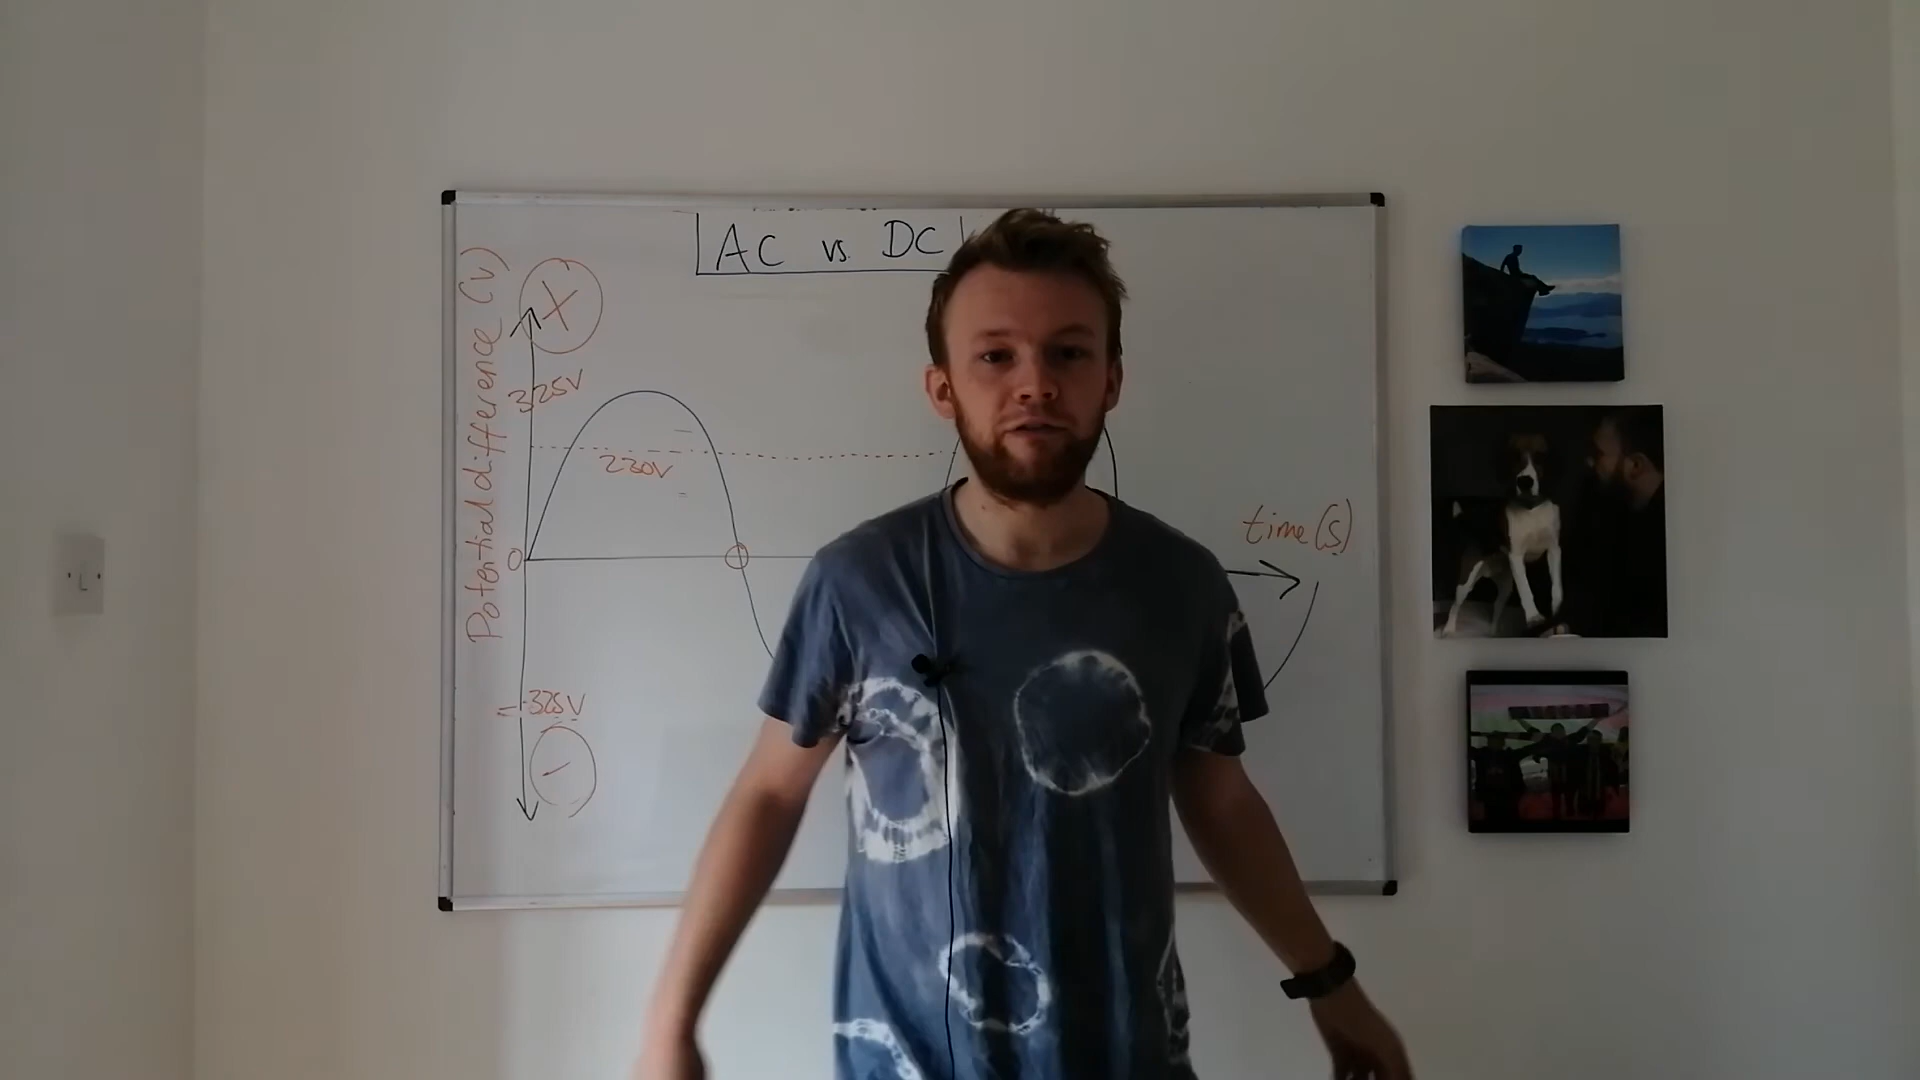 AC vs. DC
Potential difference (V)
+
325V
230V
0
time (s)
-325V
-